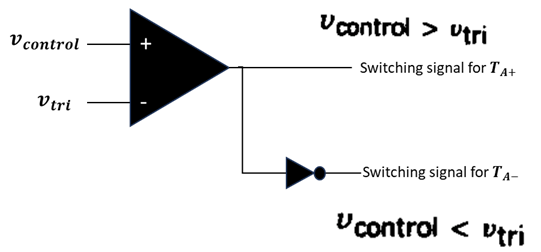 v_control > v_tri
v_control
+
Switching signal for T_A+
v_tri
-
Switching signal for T_A−
v_control < v_tri